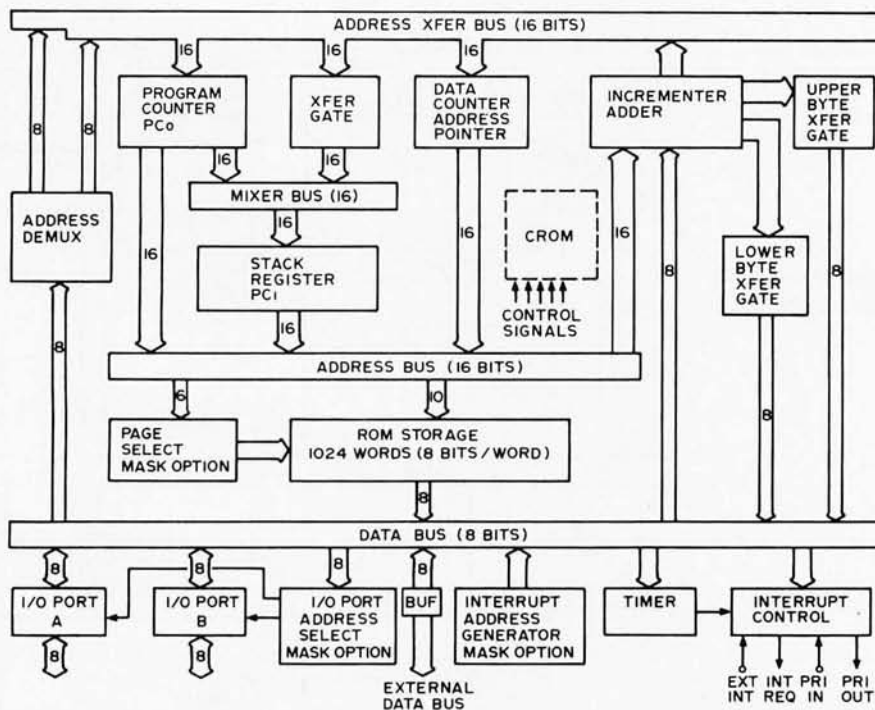 ADDRESS XFER BUS (16 BITS)
16
16
16
8
8
PROGRAM
COUNTER
PC0
XFER
GATE
DATA
COUNTER
ADDRESS
POINTER
INCREMENTER
ADDER
UPPER
BYTE
XFER
GATE
16
16
MIXER BUS (16)
ADDRESS
DEMUX
16
16
STACK
REGISTER
PC1
16
CROM
CONTROL
SIGNALS
16
8
LOWER
BYTE
XFER
GATE
8
8
16
ADDRESS BUS (16 BITS)
6
10
PAGE
SELECT
MASK OPTION
ROM STORAGE
1024 WORDS (8 BITS/WORD)
8
8
DATA BUS (8 BITS)
8
8
8
8
I/O PORT
A
I/O PORT
B
I/O PORT
ADDRESS
SELECT
MASK OPTION
BUF
INTERRUPT
ADDRESS
GENERATOR
MASK OPTION
TIMER
INTERRUPT
CONTROL
8
8
8
EXTERNAL
DATA BUS
EXT
INT
INT
REQ
PRI
IN
PRI
OUT